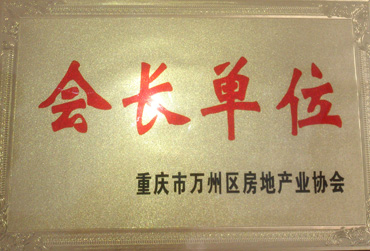 会长单位
重庆市万州区房地产业协会